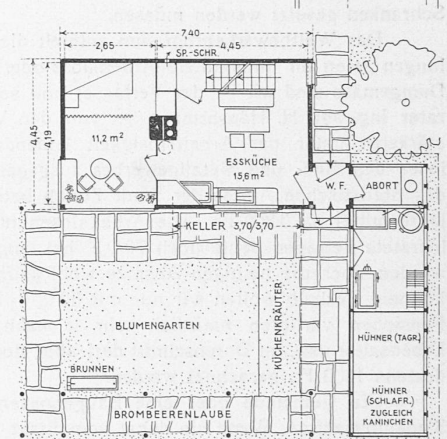 7,40
2,65
4,45
SP.-SCHR.
4,45
4,19
11,2 m²
ESSKÜCHE
13,6 m²
W. F.
ABORT
KELLER 3,70/3,70
BLUMENGARTEN
KÜCHENKRÄUTER
HÜHNER (TAGR.)
BRUNNEN
HÜHNER
(SCHLAFR.)
ZUGLEICH
KANINCHEN
BROMBEERENLAUBE